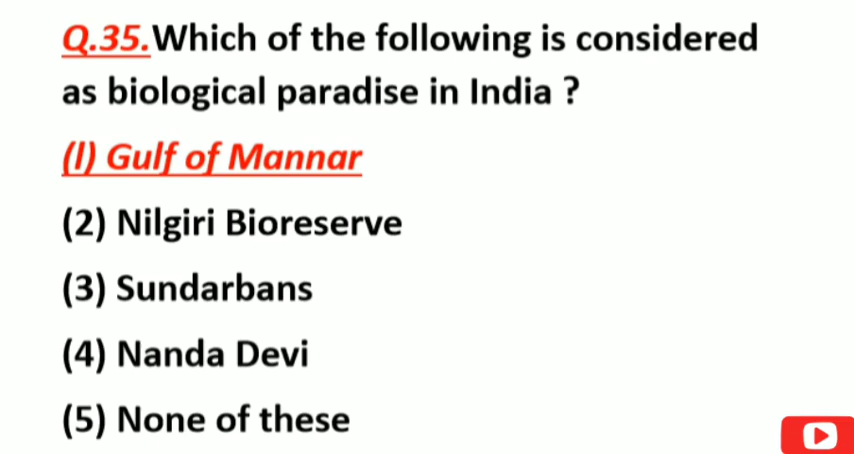 Q.35.Which of the following is considered
as biological paradise in India ?
(l) Gulf of Mannar
(2) Nilgiri Bioreserve
(3) Sundarbans
(4) Nanda Devi
(5) None of these